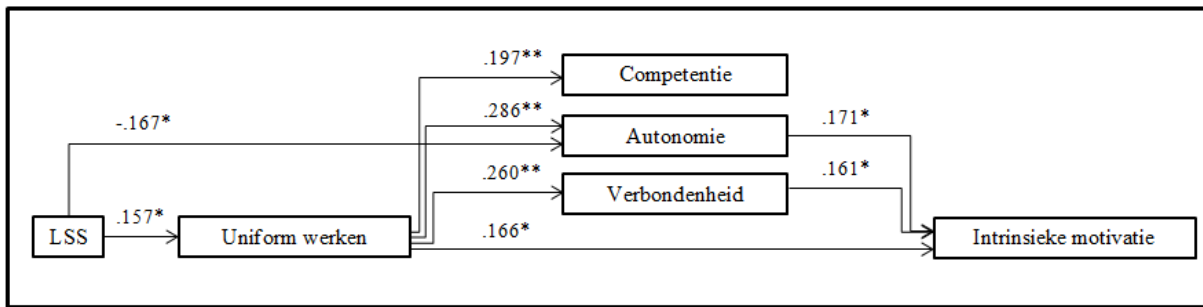 .197**
Competentie
.286**
-.167*
Autonomie
.171*
.260**
Verbondenheid
.161*
LSS
.157*
Uniform werken
.166*
Intrinsieke motivatie